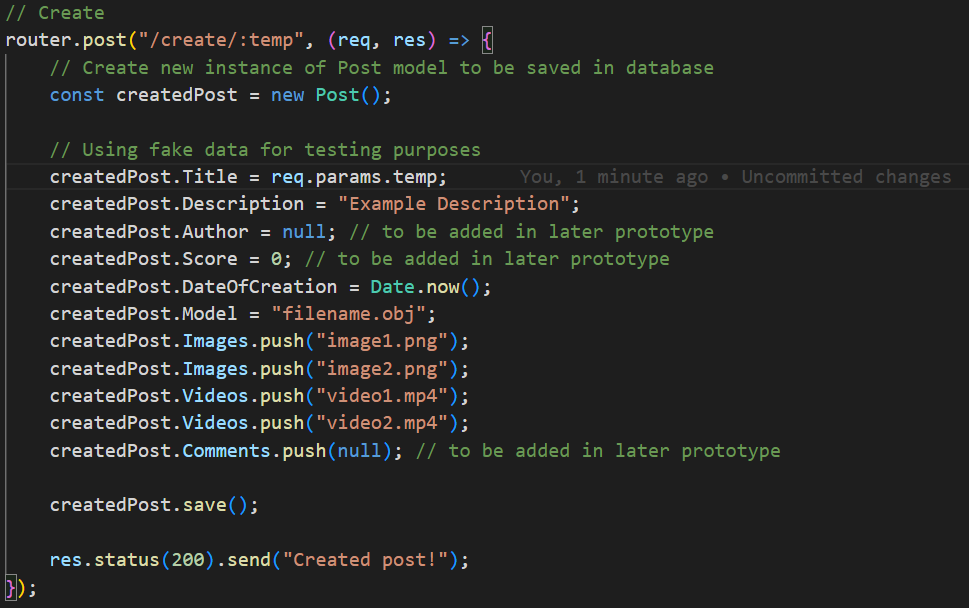 // Create
router.post("/create/:temp", (req, res) => {
    // Create new instance of Post model to be saved in database
    const createdPost = new Post();

    // Using fake data for testing purposes
    createdPost.Title = req.params.temp;       You, 1 minute ago • Uncommitted changes
    createdPost.Description = "Example Description";
    createdPost.Author = null; // to be added in later prototype
    createdPost.Score = 0; // to be added in later prototype
    createdPost.DateOfCreation = Date.now();
    createdPost.Model = "filename.obj";
    createdPost.Images.push("image1.png");
    createdPost.Images.push("image2.png");
    createdPost.Videos.push("video1.mp4");
    createdPost.Videos.push("video2.mp4");
    createdPost.Comments.push(null); // to be added in later prototype

    createdPost.save();

    res.status(200).send("Created post!");
});